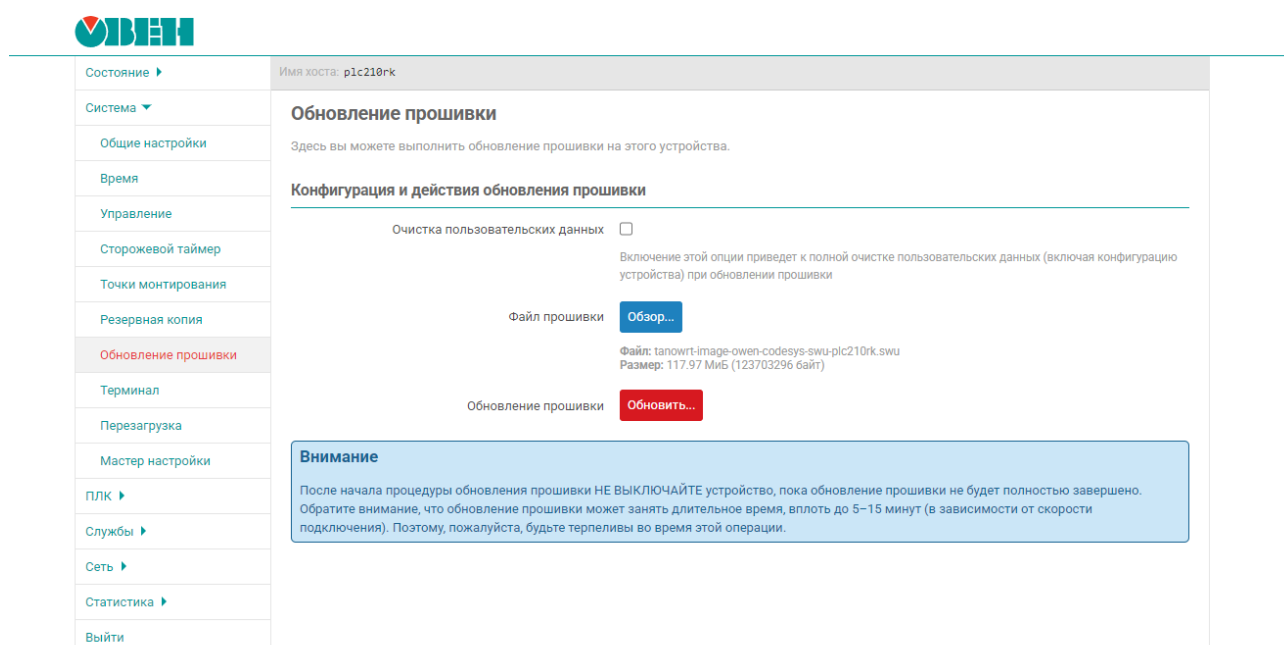 ОВЕН
Состояние
Имя хоста: plc210rk
Система
Обновление прошивки
Общие настройки
Здесь вы можете выполнить обновление прошивки на этого устройства.
Время
Конфигурация и действия обновления прошивки
Управление
Очистка пользовательских данных
Сторожевой таймер
Включение этой опции приведет к полной очистке пользовательских данных (включая конфигурацию
устройства) при обновлении прошивки
Точки монтирования
Резервная копия
Файл прошивки
Обзор...
Обновление прошивки
Файл: tanowrt-image-owen-codesys-swu-plc210rk.swu
Размер: 117.97 МиБ (123703296 байт)
Терминал
Обновление прошивки
Обновить...
Перезагрузка
Мастер настройки
Внимание
ПЛК
После начала процедуры обновления прошивки НЕ ВЫКЛЮЧАЙТЕ устройство, пока обновление прошивки не будет полностью завершено.
Обратите внимание, что обновление прошивки может занять длительное время, вплоть до 5–15 минут (в зависимости от скорости
подключения). Поэтому, пожалуйста, будьте терпеливы во время этой операции.
Службы
Сеть
Статистика
Выйти